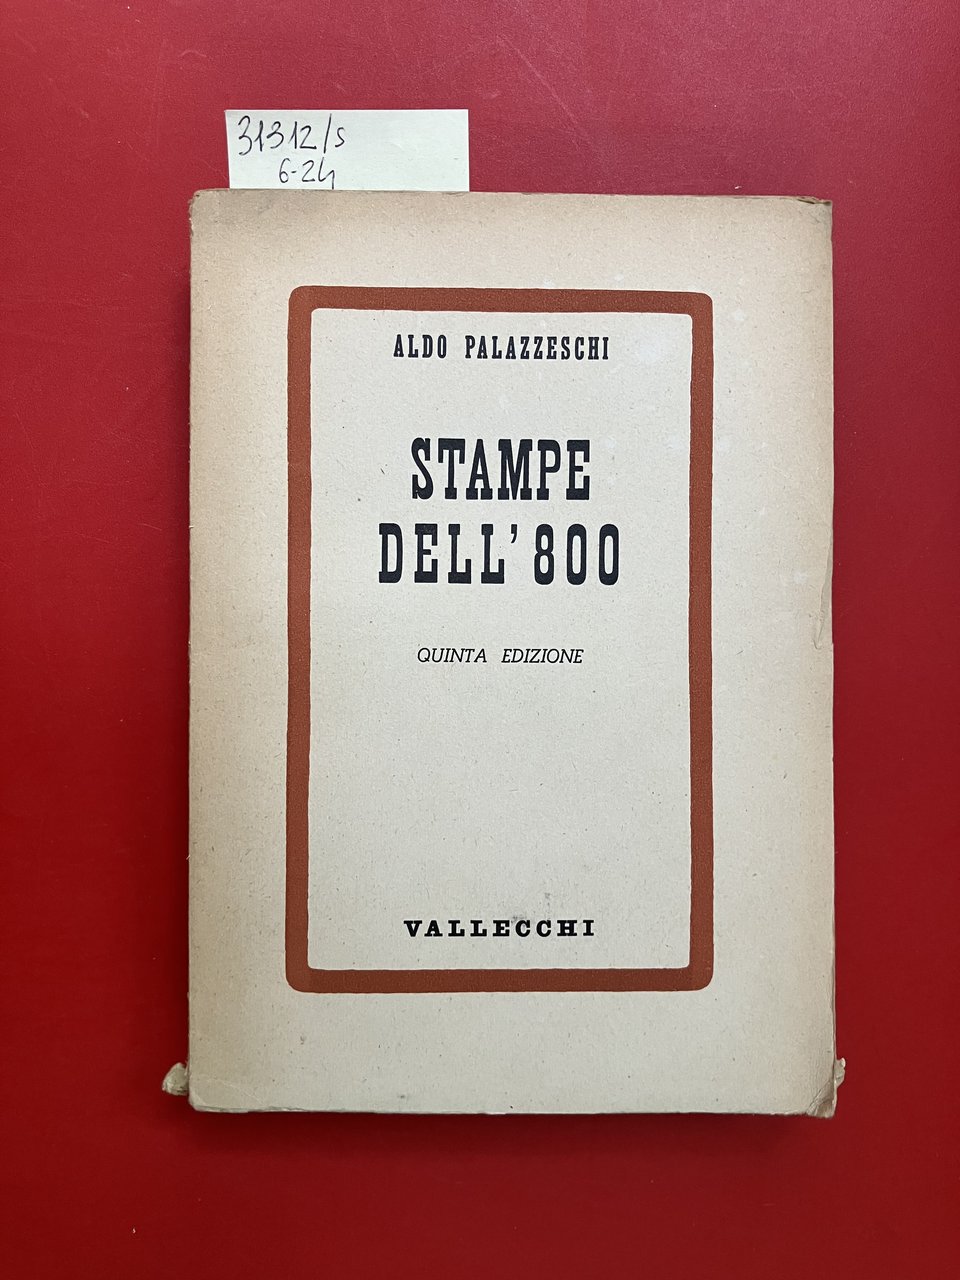 31312/s
6-24
ALDO PALAZZESCHI
STAMPE
DELL'800
QUINTA EDIZIONE
VALLECCHI